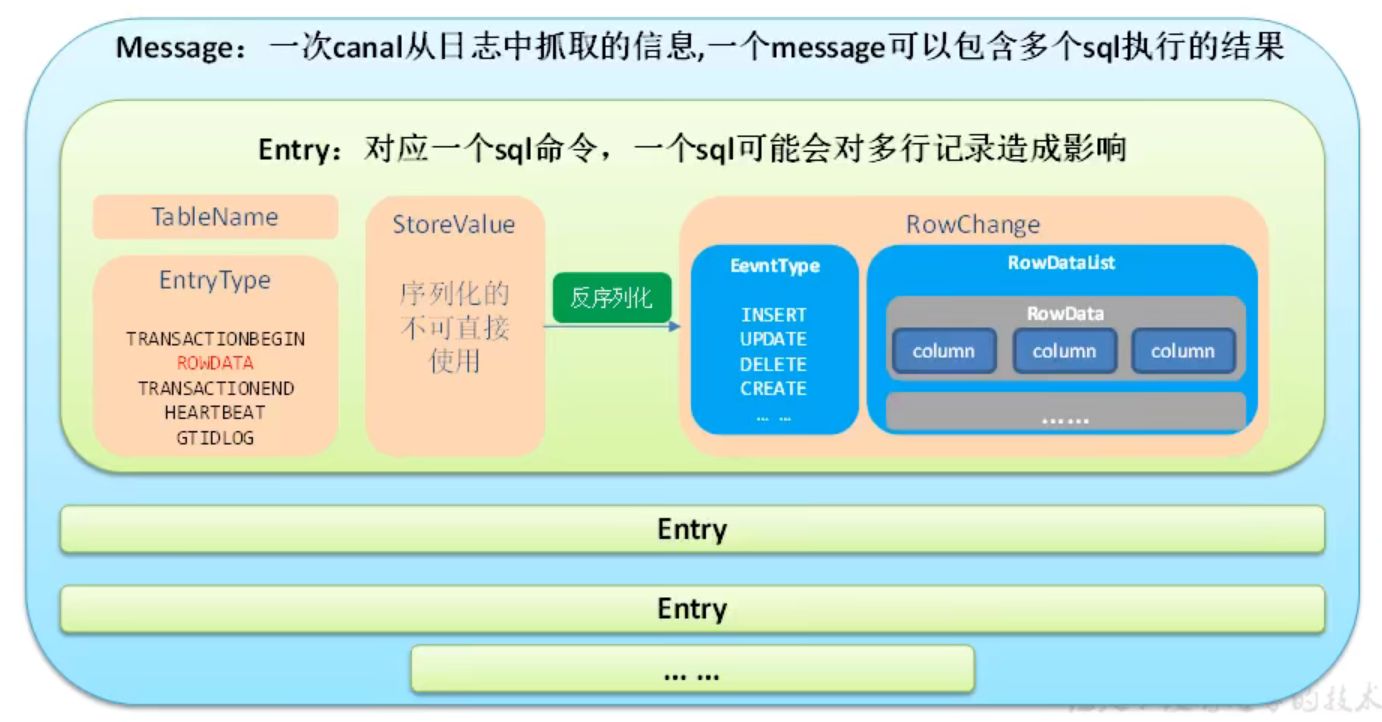 Message：一次canal从日志中抓取的信息,一个message可以包含多个sql执行的结果
Entry：对应一个sql命令，一个sql可能会对多行记录造成影响
TableName
EntryType
TRANSACTIONBEGIN
ROWDATA
TRANSACTIONEND
HEARTBEAT
GTIDLOG
StoreValue
序列化的
不可直接
使用
反序列化
RowChange
EevntType
INSERT
UPDATE
DELETE
CREATE
… …
RowDataList
RowData
column
column
column
……
Entry
Entry
… …
的技术